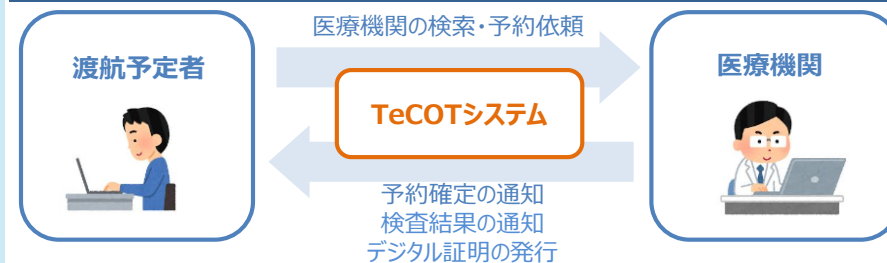 医療機関の検索・予約依頼
渡航予定者
医療機関
TeCOTシステム
予約確定の通知
検査結果の通知
デジタル証明の発行